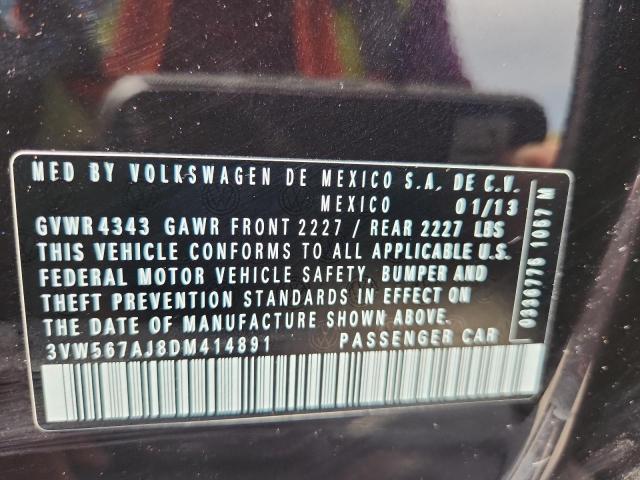 MFD BY VOLKSWAGEN DE MEXICO S.A. DE C.V.
MEXICO 01/13
GVWR 4343 GAWR FRONT 2227 / REAR 2227 LBS
THIS VEHICLE CONFORMS TO ALL APPLICABLE U.S.
FEDERAL MOTOR VEHICLE SAFETY, BUMPER AND
THEFT PREVENTION STANDARDS IN EFFECT ON
THE DATE OF MANUFACTURE SHOWN ABOVE.
3VW567AJ8DM414891 PASSENGER CAR